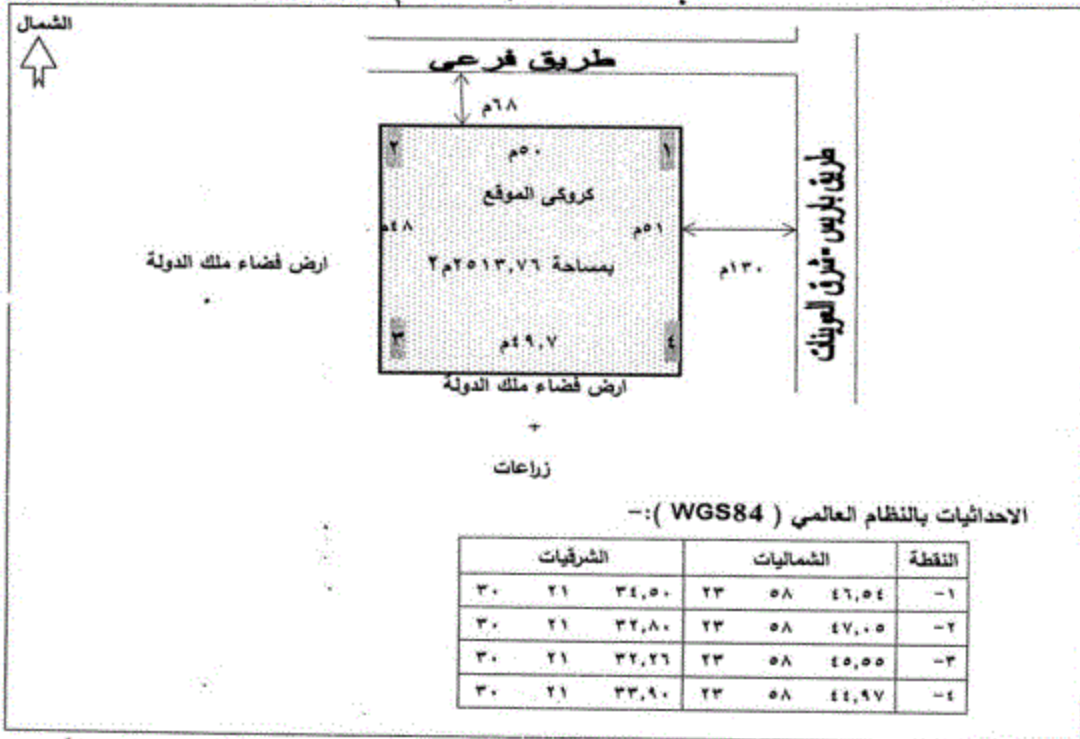 الشمال
طريق فرعى
٦٨م
٢
٥٠م
١
كروكى الموقع
٤٨م
٥١م
١٣٠م
ارض فضاء ملك الدولة
بمساحة ٢٥١٣,٧٦م٢
٣
٤٩,٧م
٤
ارض فضاء ملك الدولة
+
زراعات
طريق باريس - شرق العوينات
الاحداثيات بالنظام العالمي ( WGS84 ):-
النقطة الشماليات الشرقيات
١- ٤٦,٥٤ ٥٨ ٢٣ ٣٤,٥٠ ٢١ ٣٠
٢- ٤٧,٠٥ ٥٨ ٢٣ ٣٢,٨٠ ٢١ ٣٠
٣- ٤٥,٥٥ ٥٨ ٢٣ ٣٢,٢٦ ٢١ ٣٠
٤- ٤٤,٩٧ ٥٨ ٢٣ ٣٣,٩٠ ٢١ ٣٠